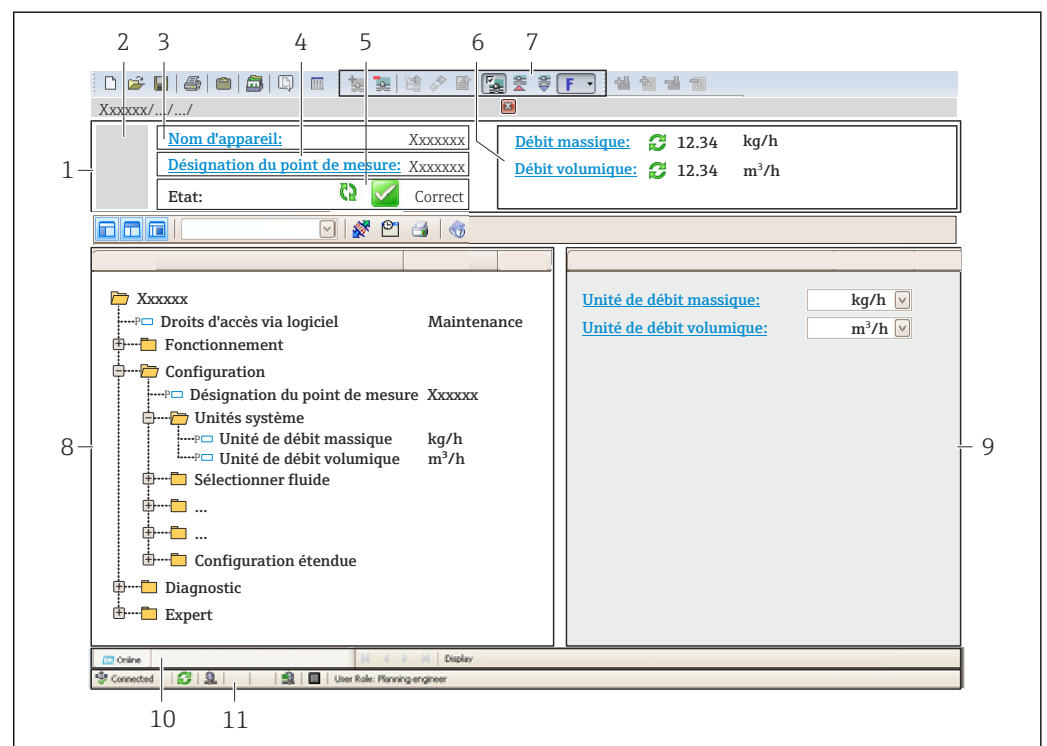 2 3 4 5 6 7
F
Xxxxxx/.../.../
1
Nom d'appareil: Xxxxxxx
Désignation du point de mesure: Xxxxxxx
Etat: Correct
Débit massique: 12.34 kg/h
Débit volumique: 12.34 m³/h
Xxxxxx
Droits d'accès via logiciel Maintenance
Fonctionnement
Configuration
Désignation du point de mesure Xxxxxx
Unités système
Unité de débit massique kg/h
Unité de débit volumique m³/h
Sélectionner fluide
...
...
Configuration étendue
Diagnostic
Expert
8
Unité de débit massique: kg/h
Unité de débit volumique: m³/h
9
Online Display
Connected User Role: Planning engineer
10 11